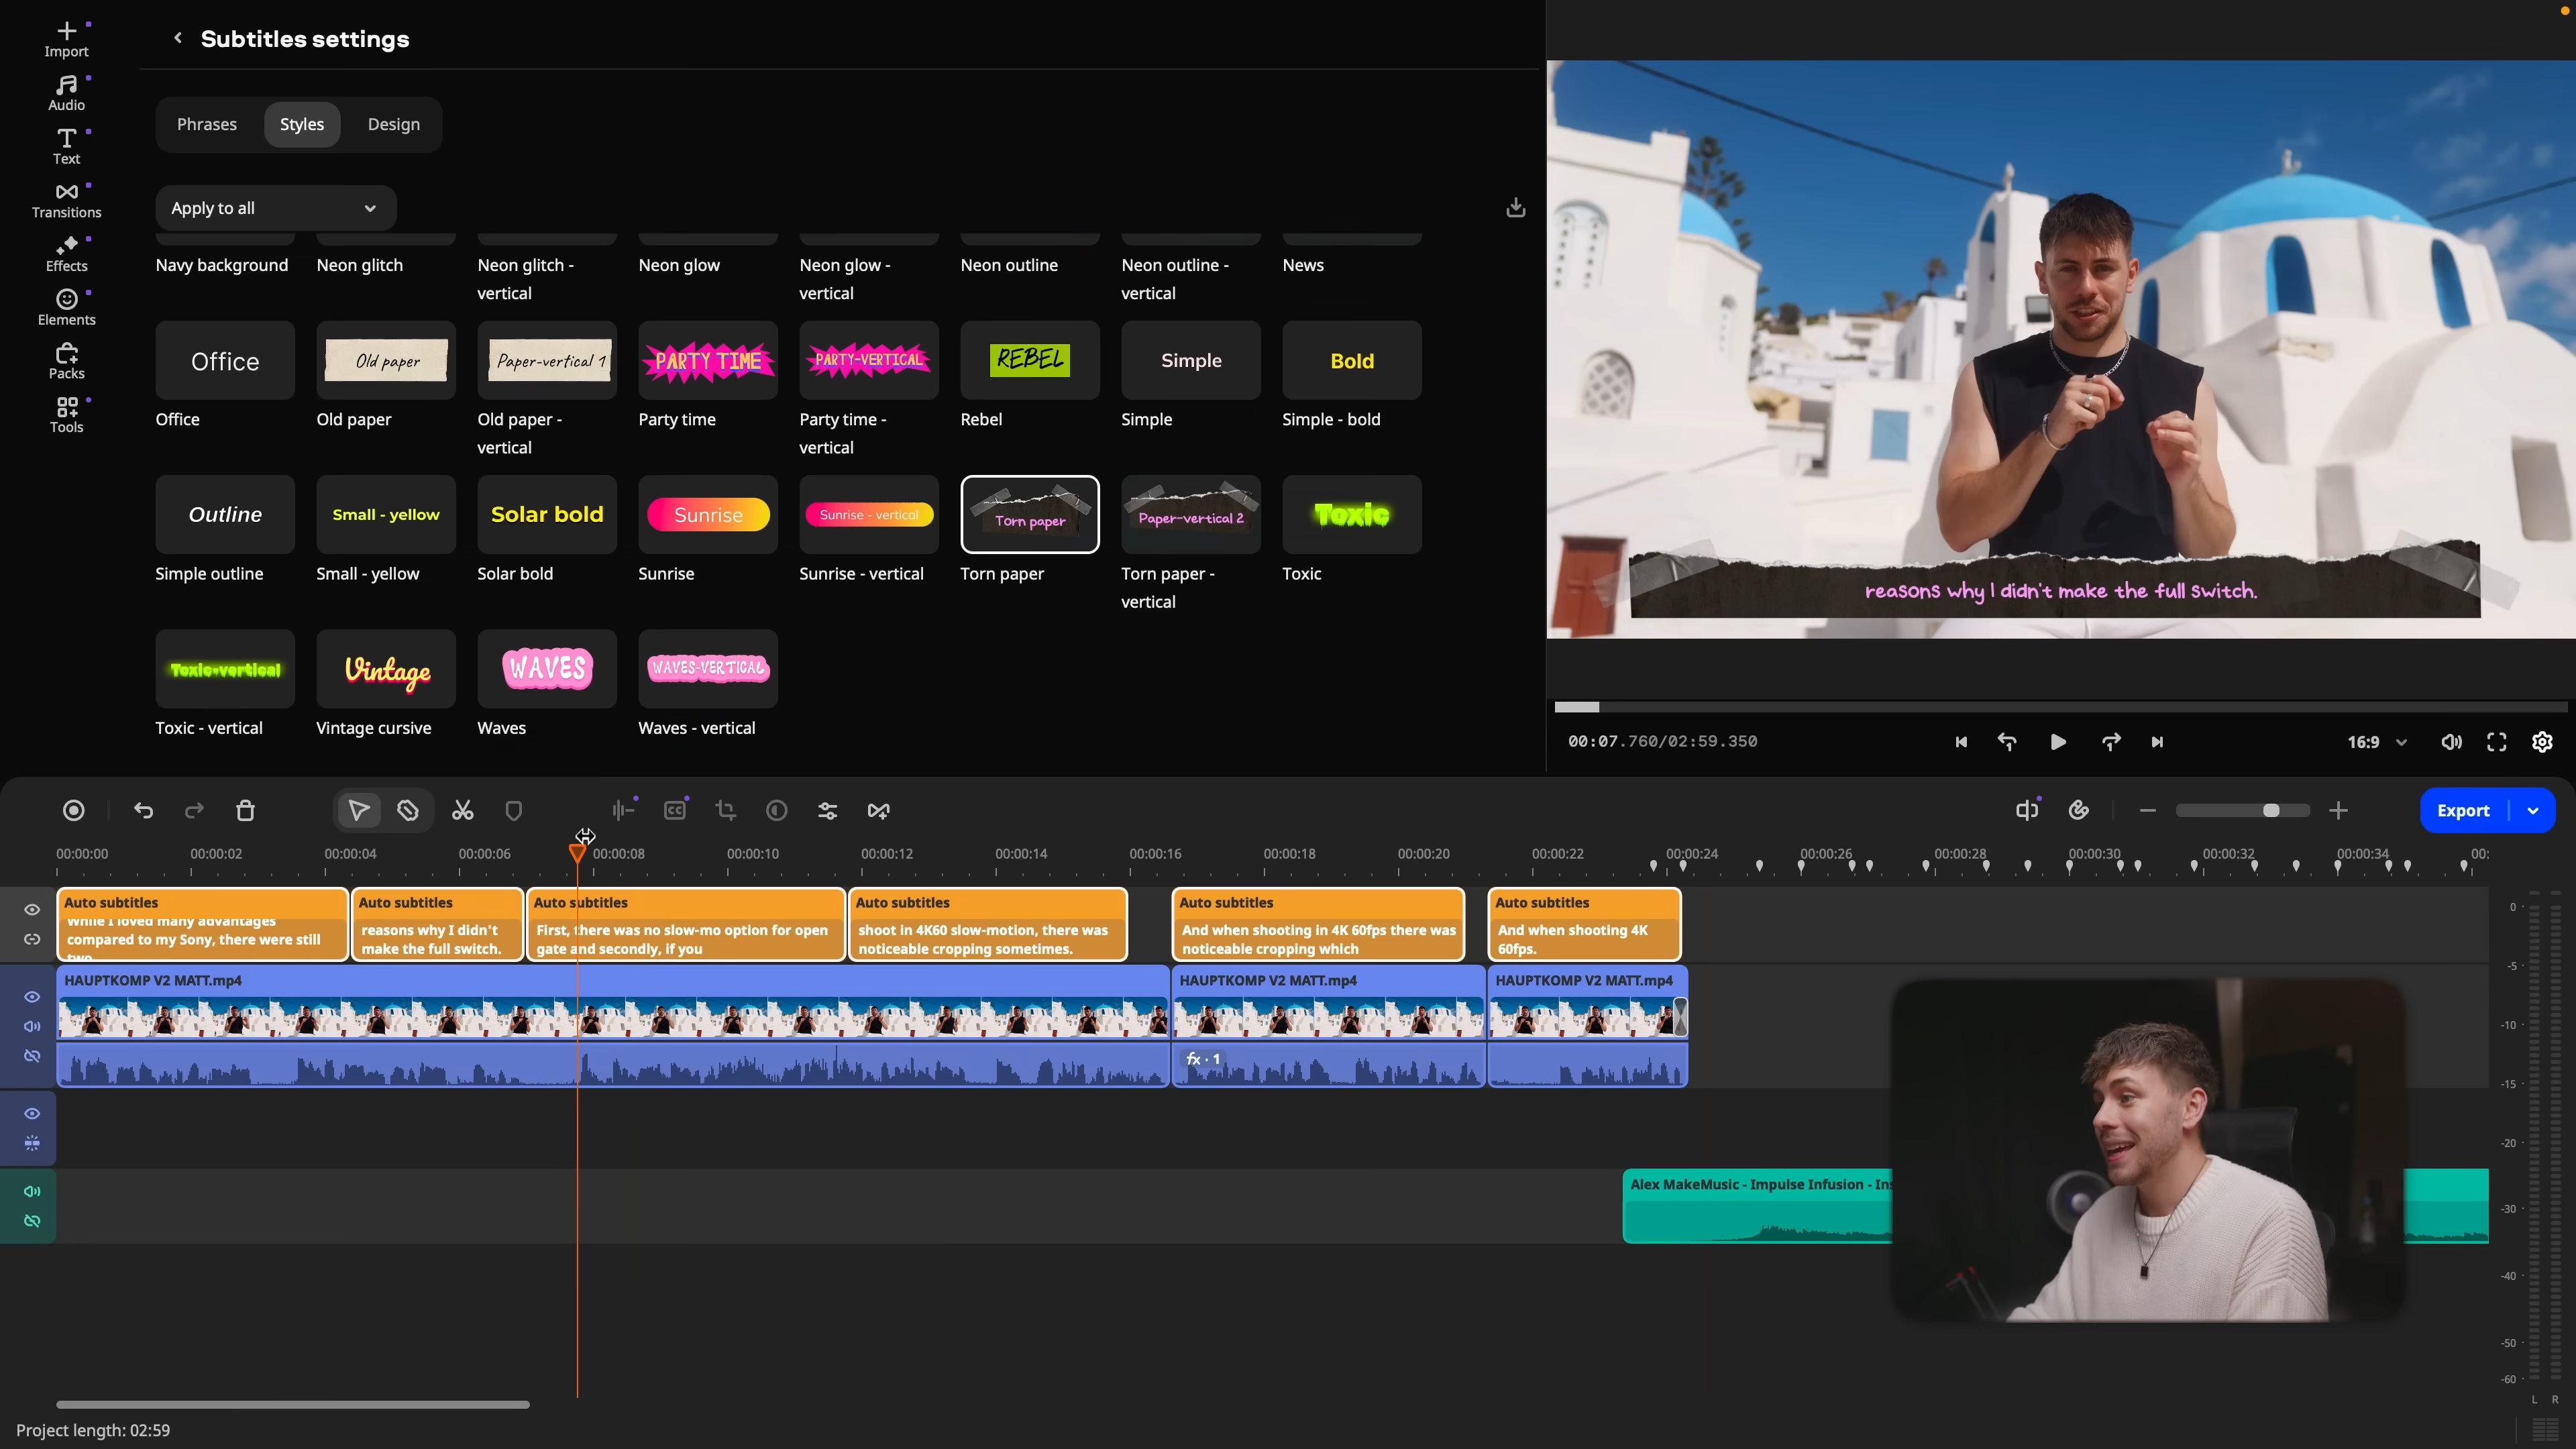 Import
Audio
Text
Transitions
Effects
Elements
Packs
Tools
Subtitles settings
Phrases
Styles
Design
Apply to all
Navy background
Neon glitch
Neon glitch -
vertical
Neon glow
Neon glow -
vertical
Neon outline
Neon outline -
vertical
News
Office
Old paper
Paper-vertical 1
PARTY TIME
PARTY-VERTICAL
REBEL
Simple
Bold
Office
Old paper
Old paper -
vertical
Party time
Party time -
vertical
Rebel
Simple
Simple - bold
Outline
Small - yellow
Solar bold
Sunrise
Sunrise - vertical
Torn paper
Paper-vertical 2
Toxic
Simple outline
Small - yellow
Solar bold
Sunrise
Sunrise - vertical
Torn paper
Torn paper -
vertical
Toxic
Toxic-vertical
Vintage
WAVES
WAVES-VERTICAL
Toxic - vertical
Vintage cursive
Waves
Waves - vertical
reasons why I didn't make the full switch.
00:07.760/02:59.350
16:9
CC
Export
00:00:00
00:00:02
00:00:04
00:00:06
00:00:08
00:00:10
00:00:12
00:00:14
00:00:16
00:00:18
00:00:20
00:00:22
00:00:24
00:00:26
00:00:28
00:00:30
00:00:32
00:00:34
00:
Auto subtitles
While I loved many advantages
compared to my Sony, there were still
two
Auto subtitles
reasons why I didn't
make the full switch.
Auto subtitles
First, there was no slow-mo option for open
gate and secondly, if you
Auto subtitles
shoot in 4K60 slow-motion, there was
noticeable cropping sometimes.
Auto subtitles
And when shooting in 4K 60fps there was
noticeable cropping which
Auto subtitles
And when shooting 4K
60fps.
HAUPTKOMP V2 MATT.mp4
HAUPTKOMP V2 MATT.mp4
HAUPTKOMP V2 MATT.mp4
fx · 1
Alex MakeMusic - Impulse Infusion - Ins
0
-5
-10
-15
-20
-30
-40
-50
-60
L R
Project length: 02:59